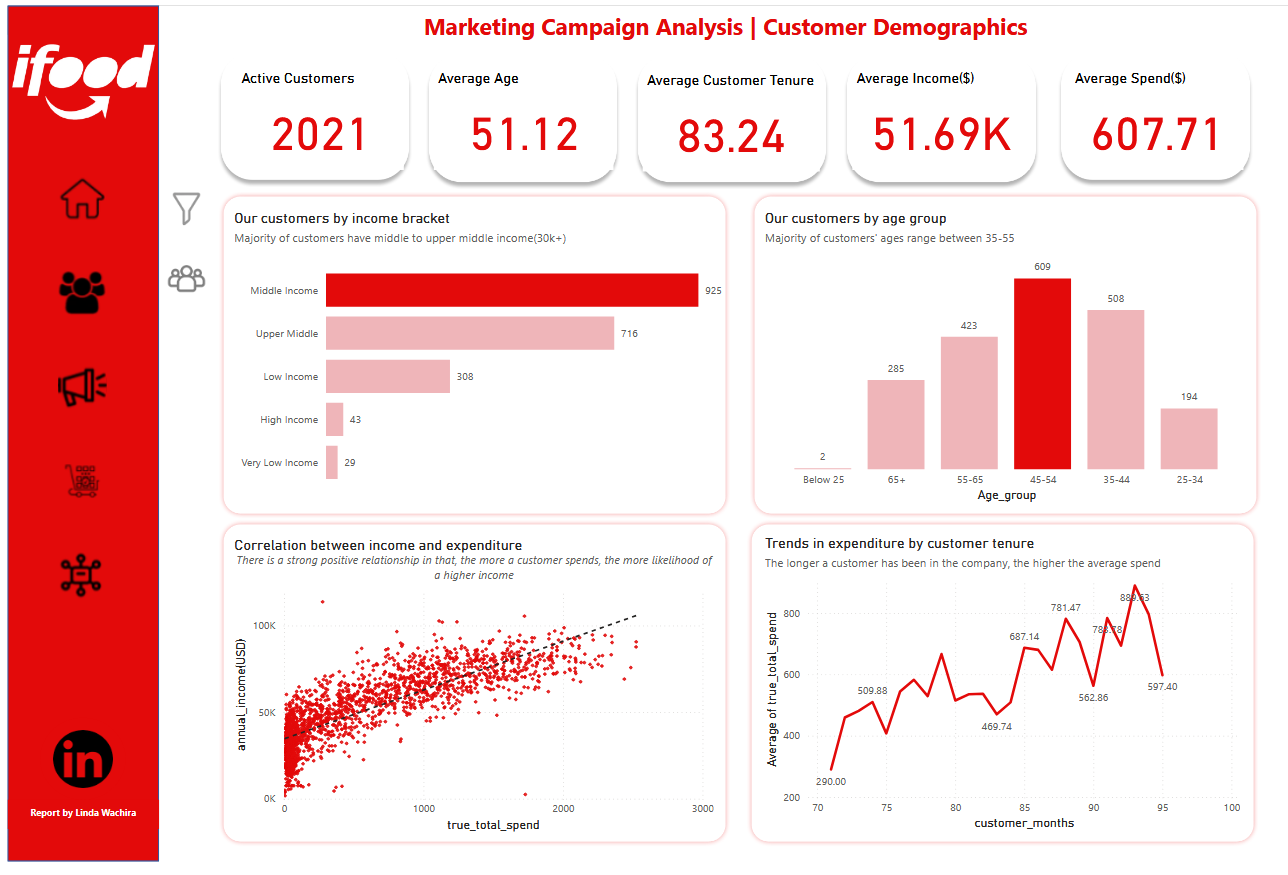 ifood
Marketing Campaign Analysis | Customer Demographics
Active Customers
2021
Average Age
51.12
Average Customer Tenure
83.24
Average Income($)
51.69K
Average Spend($)
607.71
Our customers by income bracket
Majority of customers have middle to upper middle income(30k+)
Middle Income 925
Upper Middle 716
Low Income 308
High Income 43
Very Low Income 29
Our customers by age group
Majority of customers' ages range between 35-55
2
285
423
609
508
194
Below 25 65+ 55-65 45-54 35-44 25-34
Age_group
Correlation between income and expenditure
There is a strong positive relationship in that, the more a customer spends, the more likelihood of
a higher income
annual_income(USD)
100K
50K
0K
0 1000 2000 3000
true_total_spend
Trends in expenditure by customer tenure
The longer a customer has been in the company, the higher the average spend
Average of true_total_spend
800
600
400
200
290.00
509.88
469.74
687.14
781.47
562.86
783.78
889.63
597.40
70 75 80 85 90 95 100
customer_months
in
Report by Linda Wachira